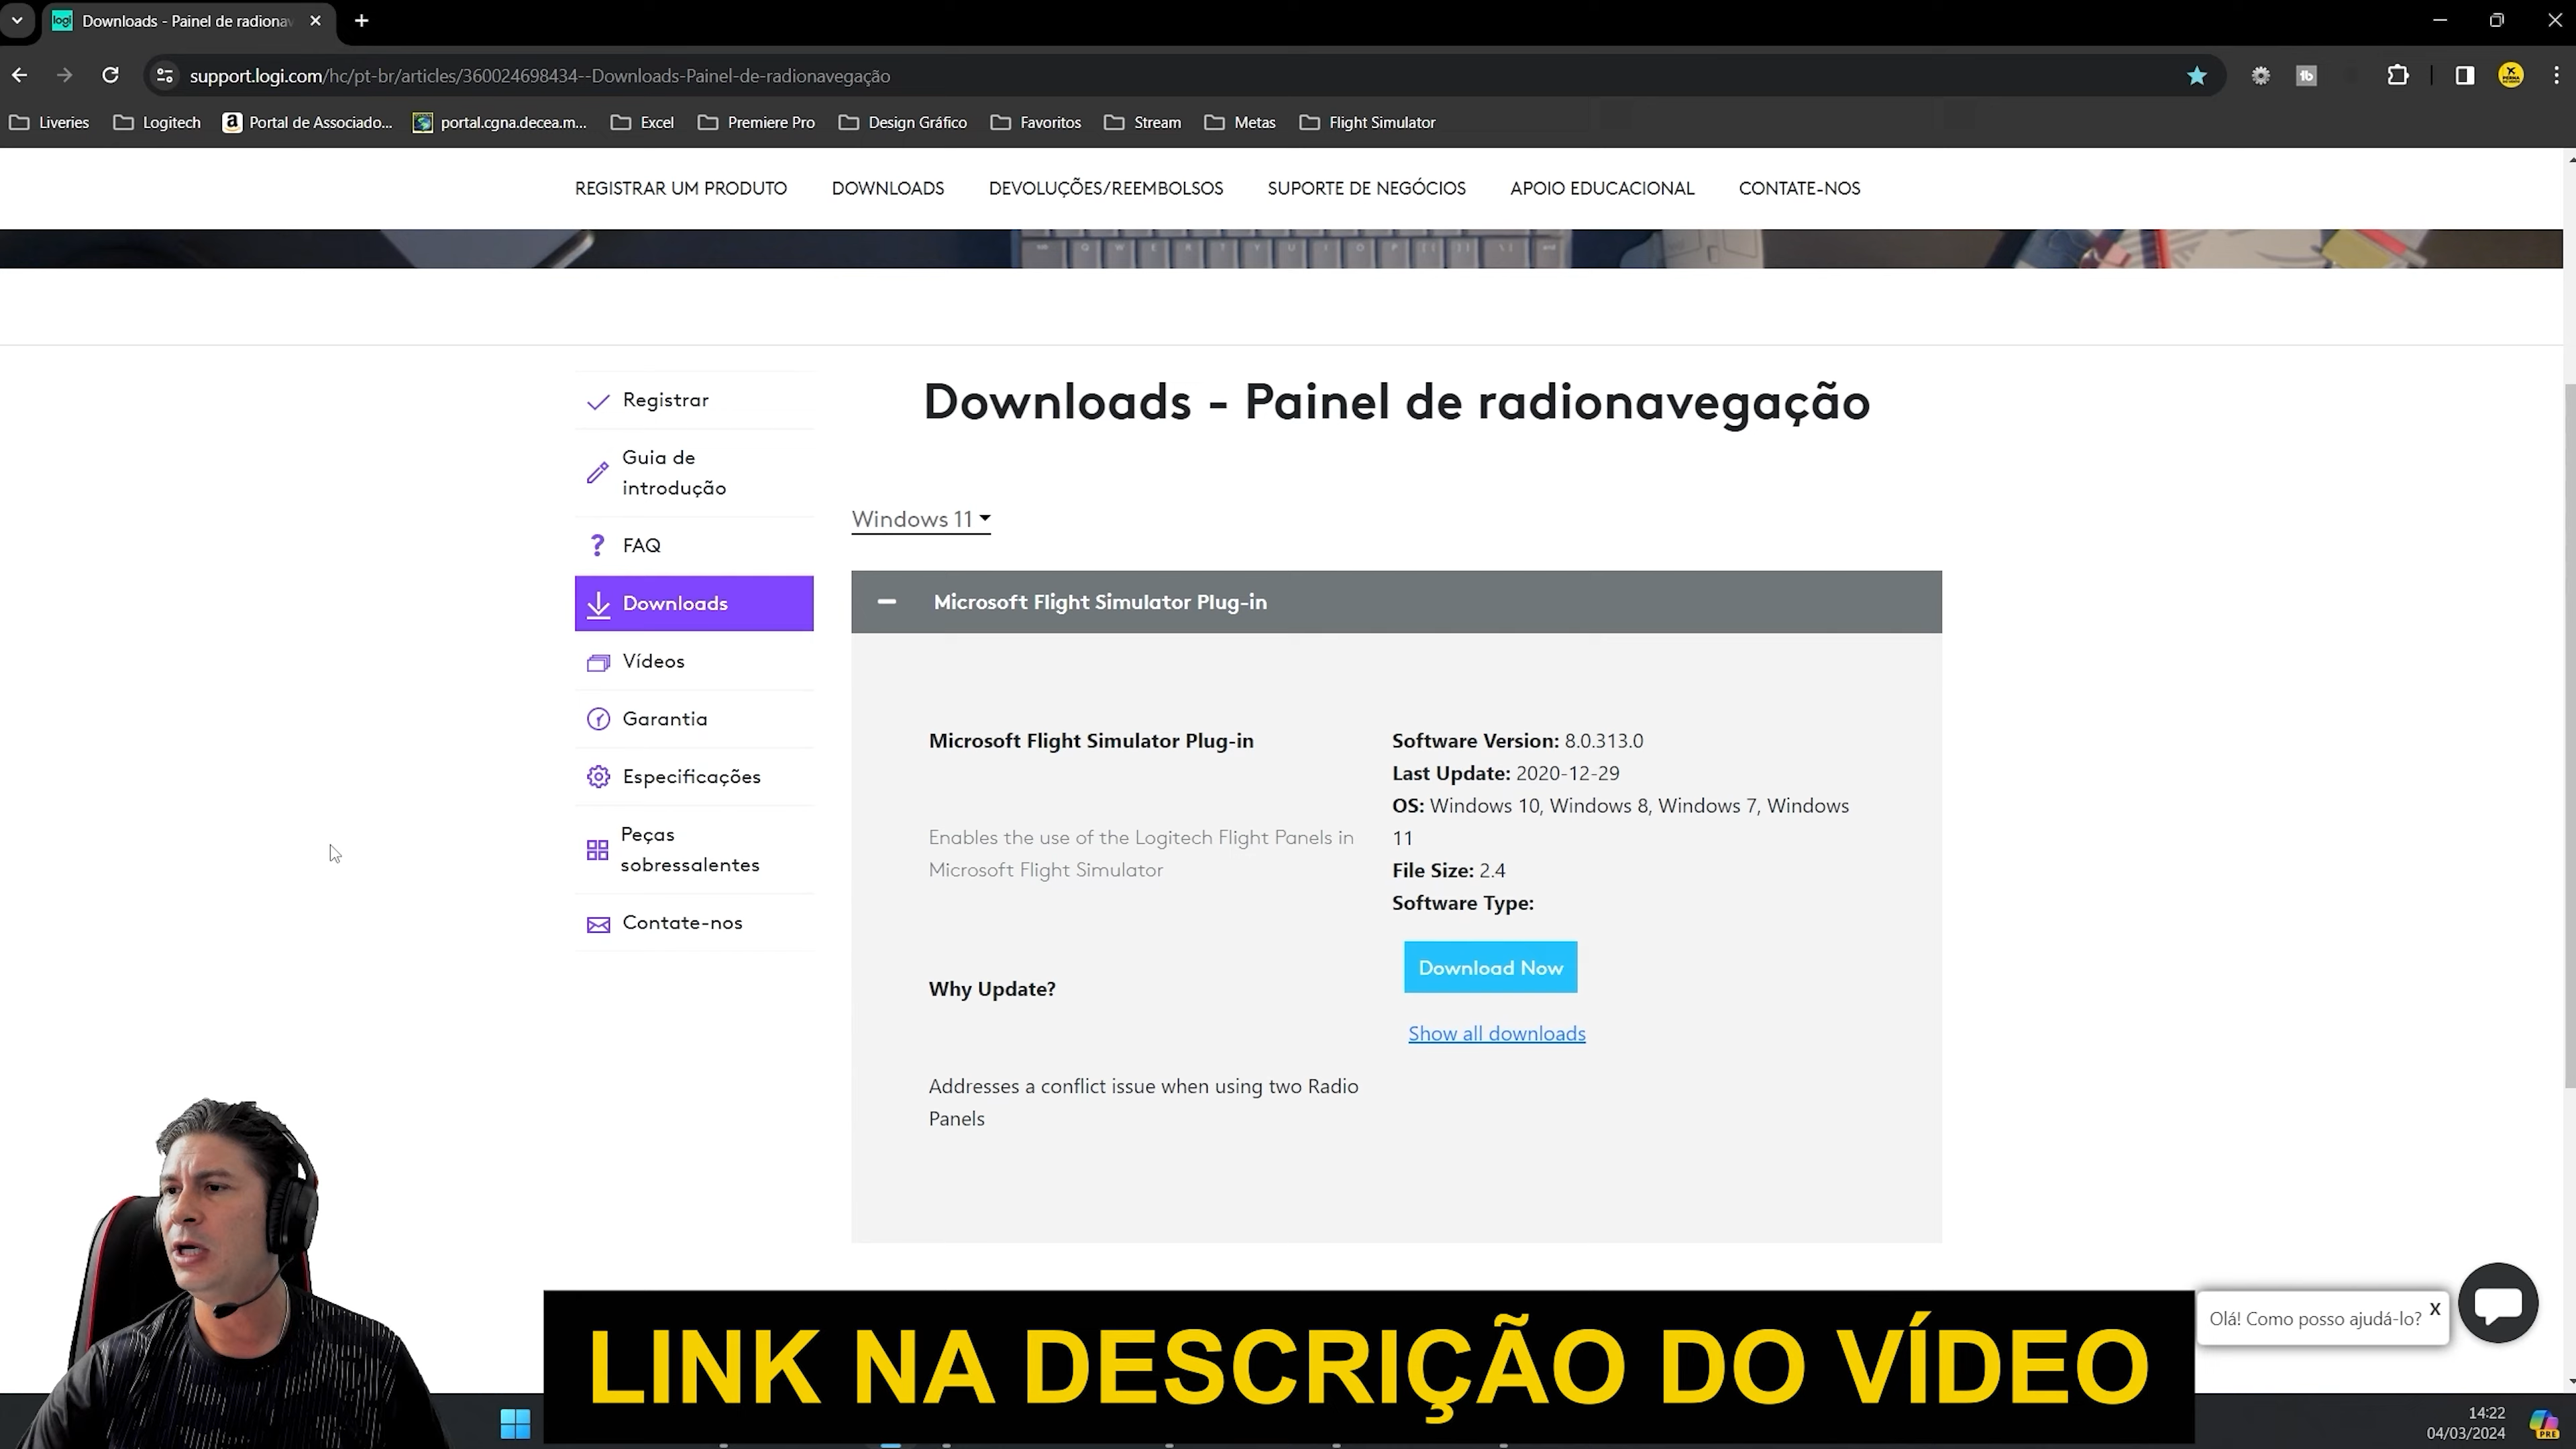 logi Downloads - Painel de radionav
support.logi.com/hc/pt-br/articles/360024698434--Downloads-Painel-de-radionavegação
Liveries Logitech Portal de Associado... portal.cgna.decea.m... Excel Premiere Pro Design Gráfico Favoritos Stream Metas Flight Simulator
REGISTRAR UM PRODUTO DOWNLOADS DEVOLUÇÕES/REEMBOLSOS SUPORTE DE NEGÓCIOS APOIO EDUCACIONAL CONTATE-NOS
Downloads - Painel de radionavegação
Registrar
Guia de
introdução
FAQ
Downloads
Vídeos
Garantia
Especificações
Peças
sobressalentes
Contate-nos
Windows 11
Microsoft Flight Simulator Plug-in
Microsoft Flight Simulator Plug-in
Enables the use of the Logitech Flight Panels in
Microsoft Flight Simulator
Why Update?
Addresses a conflict issue when using two Radio
Panels
Software Version: 8.0.313.0
Last Update: 2020-12-29
OS: Windows 10, Windows 8, Windows 7, Windows
11
File Size: 2.4
Software Type:
Download Now
Show all downloads
Olá! Como posso ajudá-lo? X
LINK NA DESCRIÇÃO DO VÍDEO
14:22
04/03/2024
PRE